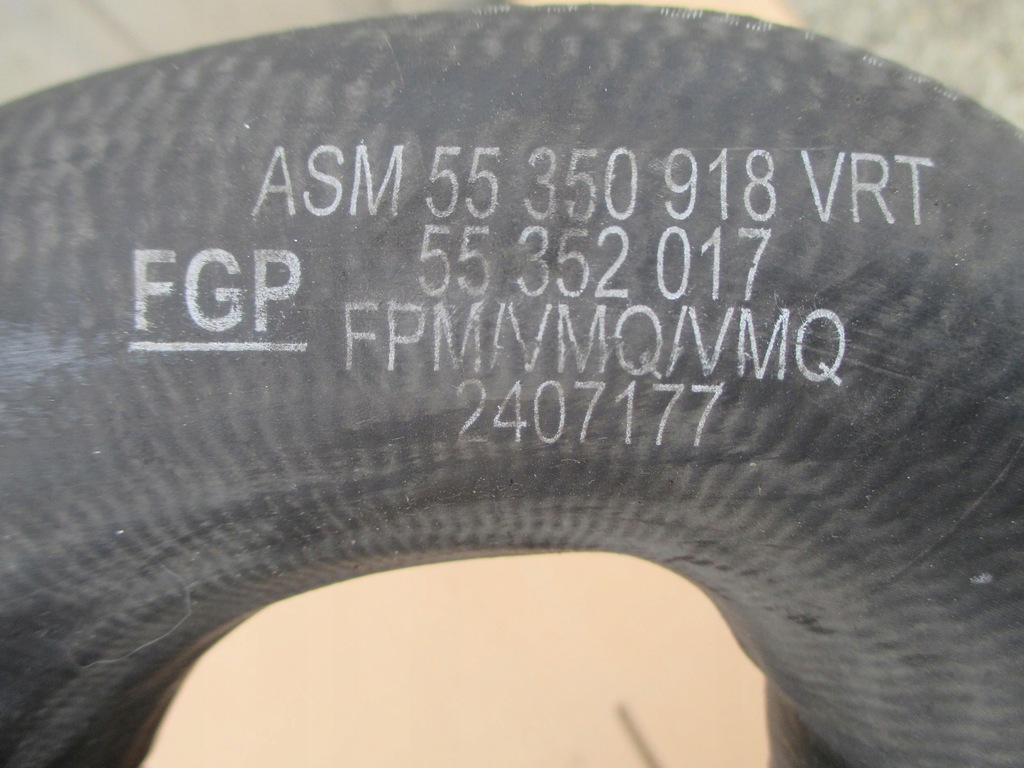 ASM 55 350 918 VRT
55 352 017
FGP
FPM/VMQ/VMQ
2407177